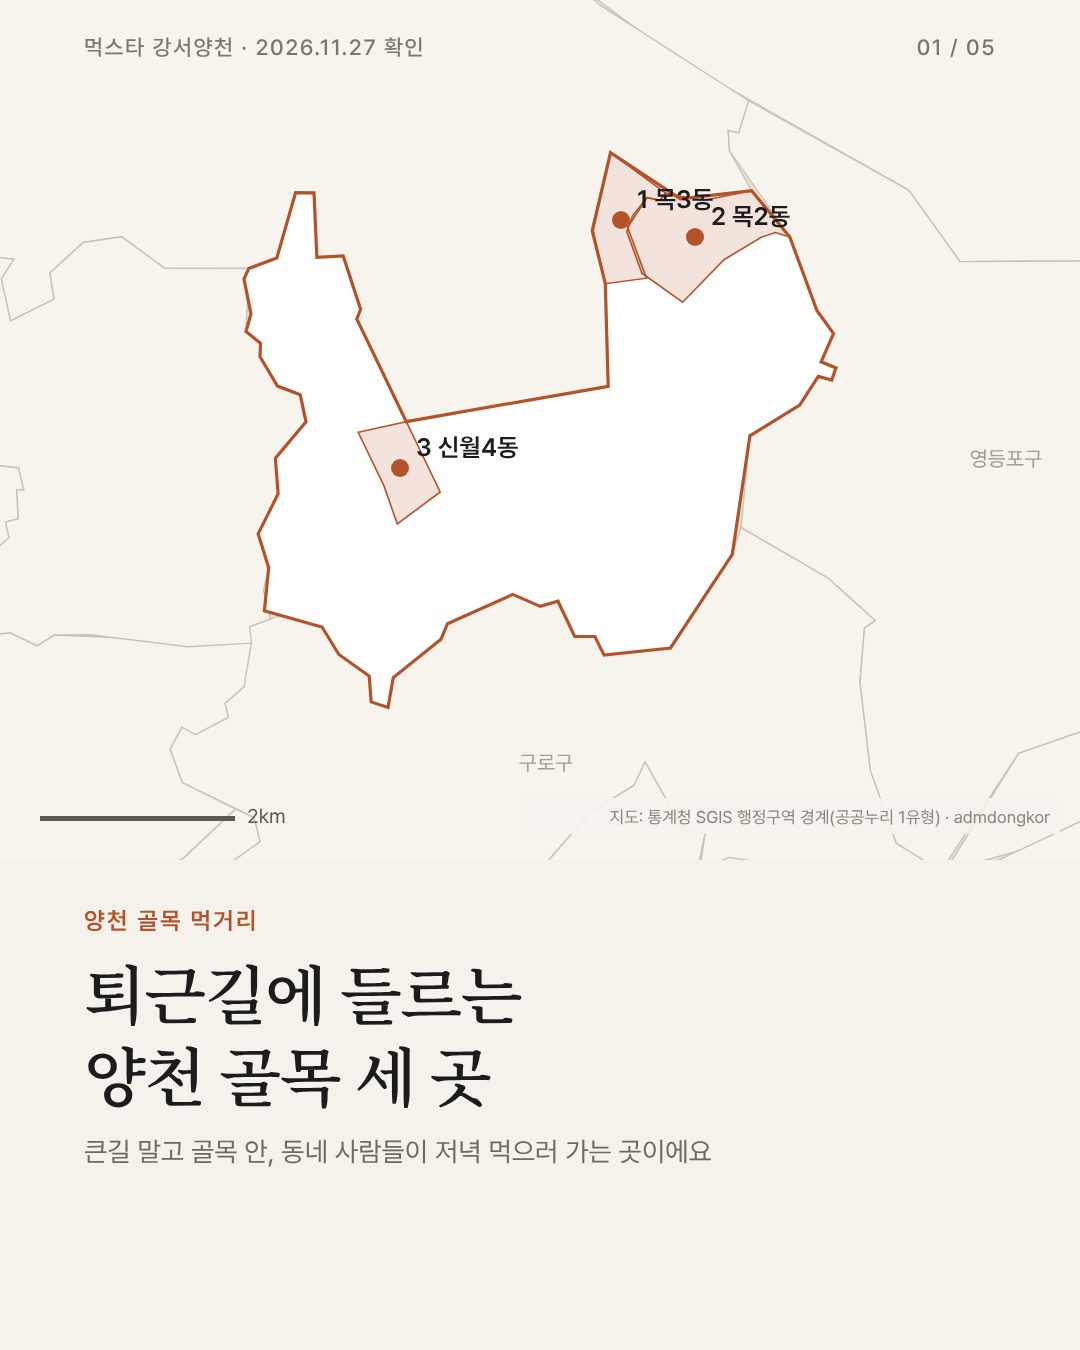 먹스타 강서양천 · 2026.11.27 확인
01 / 05
1 목3동
2 목2동
3 신월4동
영등포구
구로구
2km
지도: 통계청 SGIS 행정구역 경계(공공누리 1유형) · admdongkor
양천 골목 먹거리
퇴근길에 들르는
양천 골목 세 곳
큰길 말고 골목 안, 동네 사람들이 저녁 먹으러 가는 곳이에요